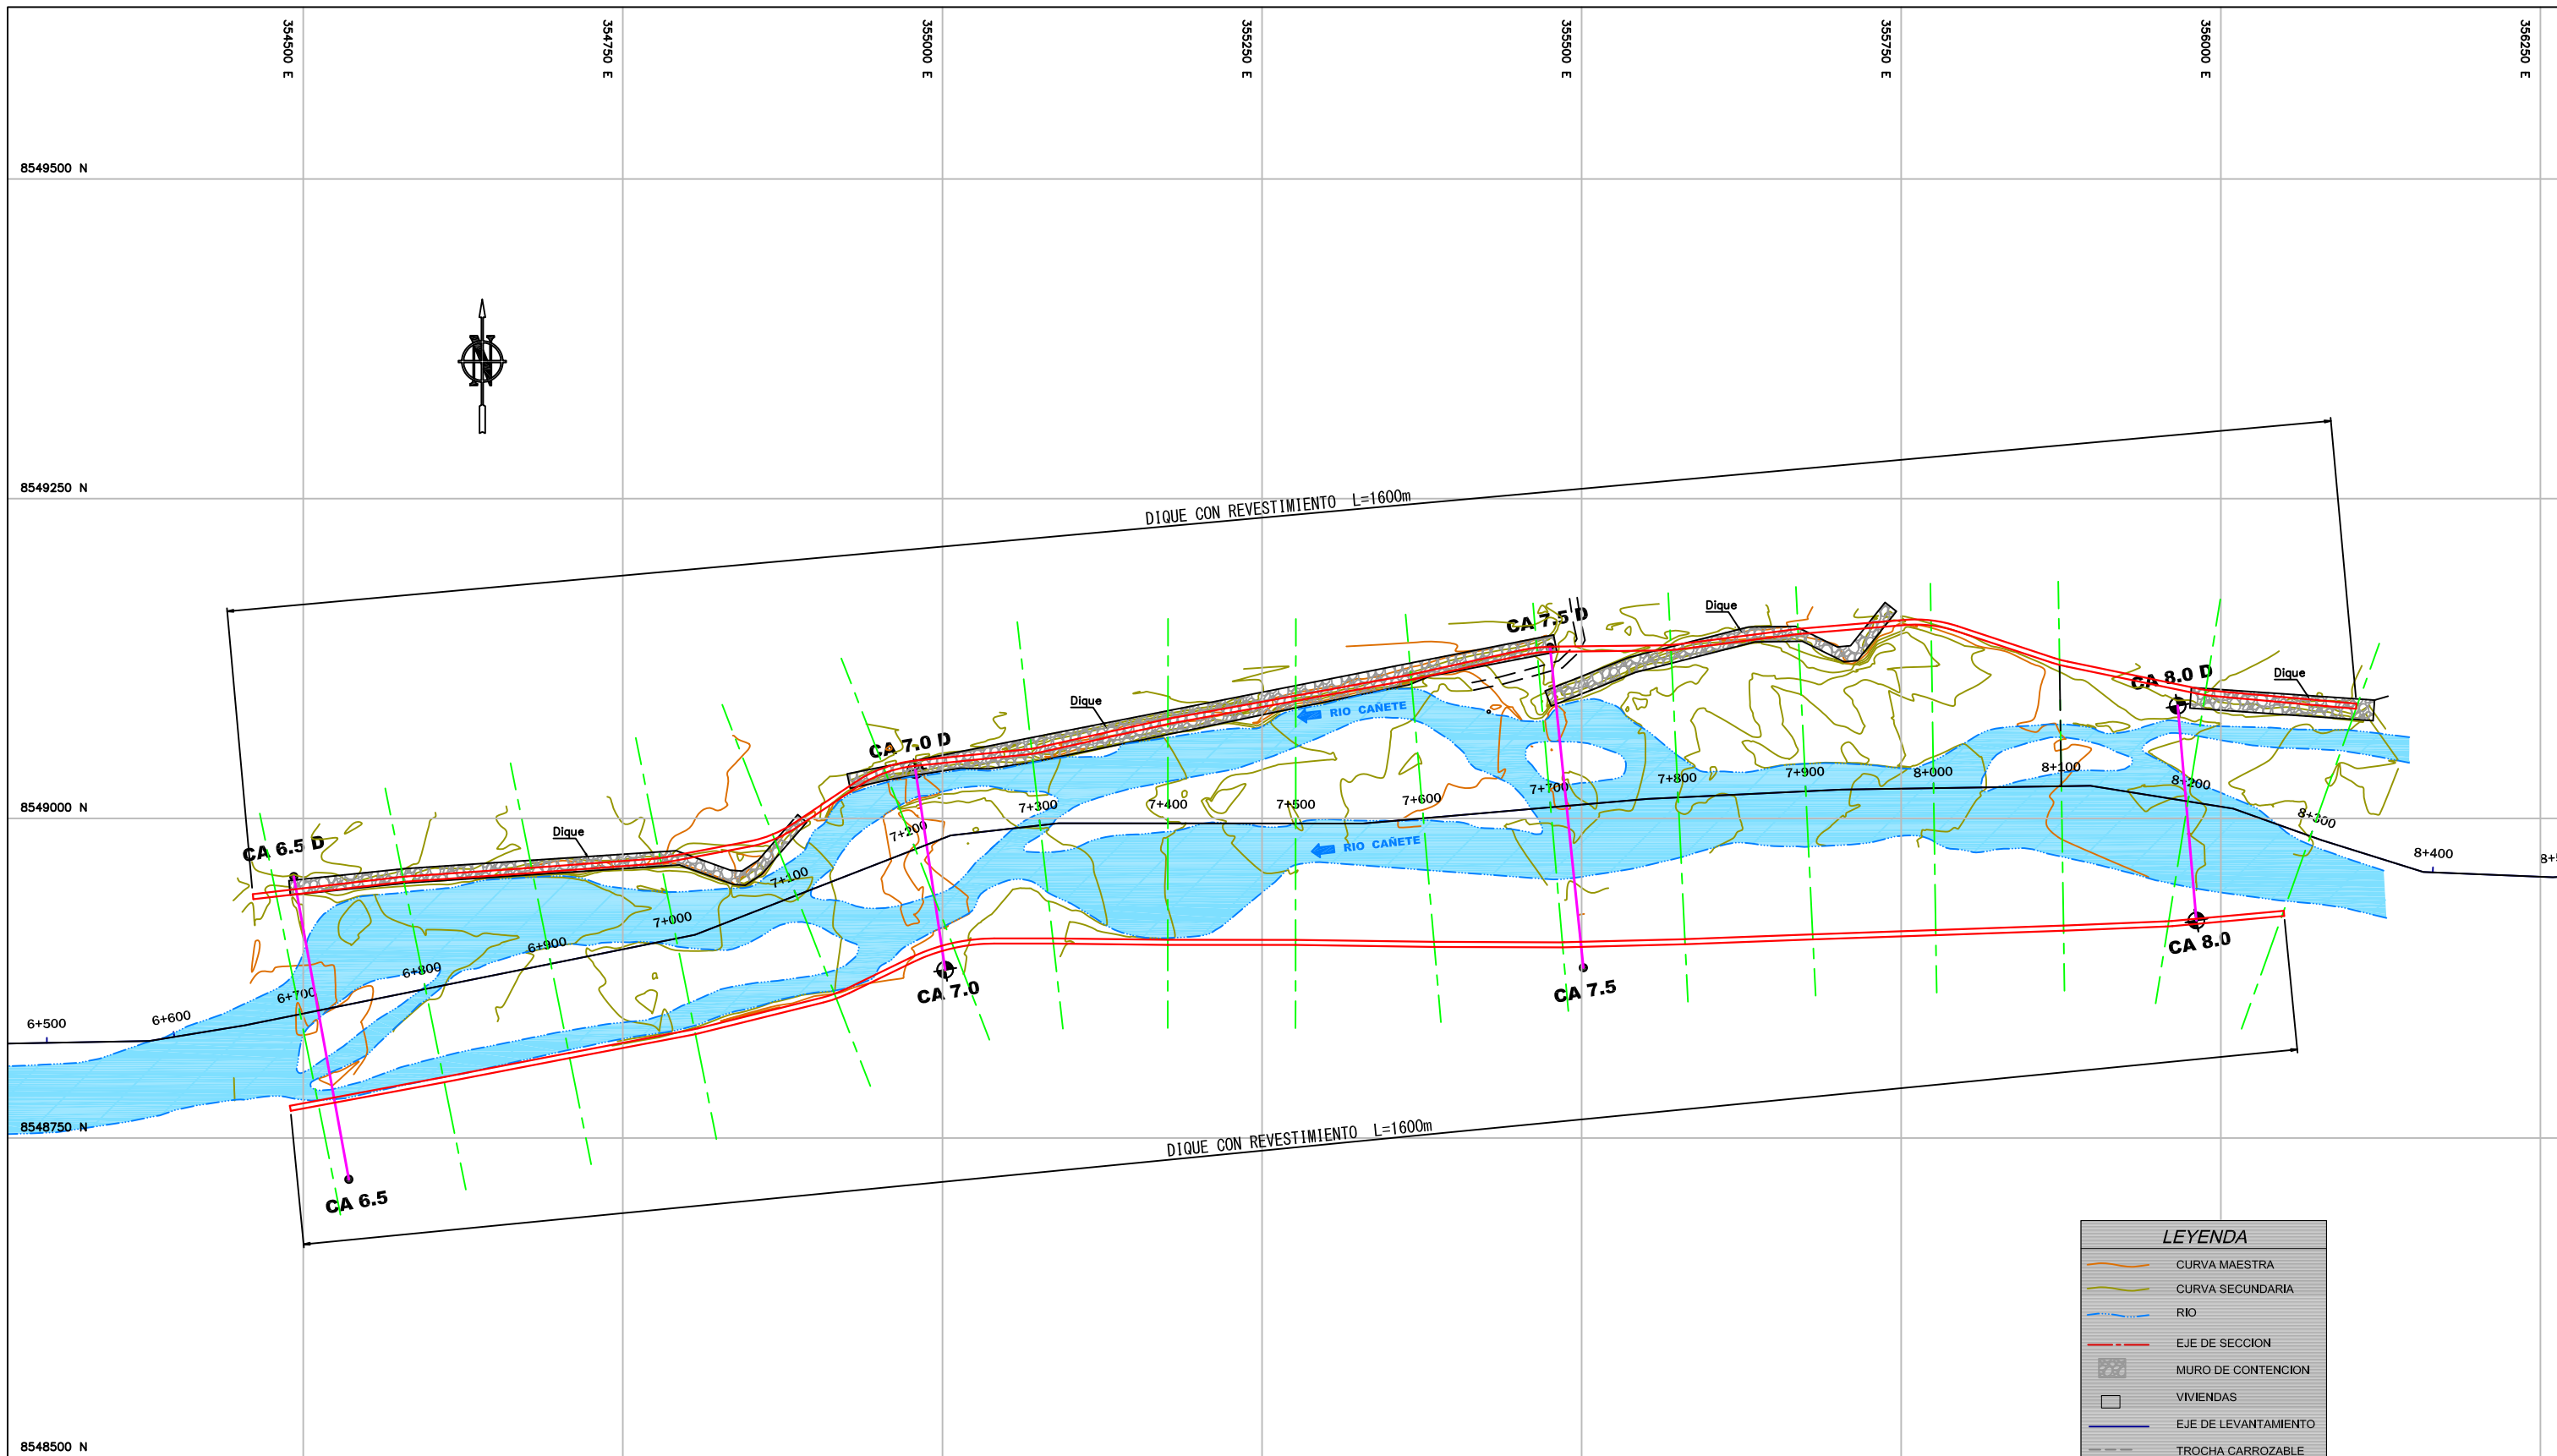 354500 E
354750 E
355000 E
355250 E
355500 E
355750 E
356000 E
356250 E
8549500 N
N
8549250 N
DIQUE CON REVESTIMIENTO L=1600m
CA 7.5 D
Dique
CA 8.0 D
Dique
Dique
RIO CAÑETE
CA 7.0 D
8549000 N
CA 6.5 D
Dique
RIO CAÑETE
6+500
6+600
6+700
6+800
6+900
7+000
7+100
7+200
7+300
7+400
7+500
7+600
7+700
7+800
7+900
8+000
8+100
8+200
8+300
8+400
CA 7.0
CA 7.5
CA 8.0
8548750 N
DIQUE CON REVESTIMIENTO L=1600m
CA 6.5
LEYENDA
CURVA MAESTRA
CURVA SECUNDARIA
RIO
EJE DE SECCION
MURO DE CONTENCION
VIVIENDAS
EJE DE LEVANTAMIENTO
TROCHA CARROZABLE
8548500 N